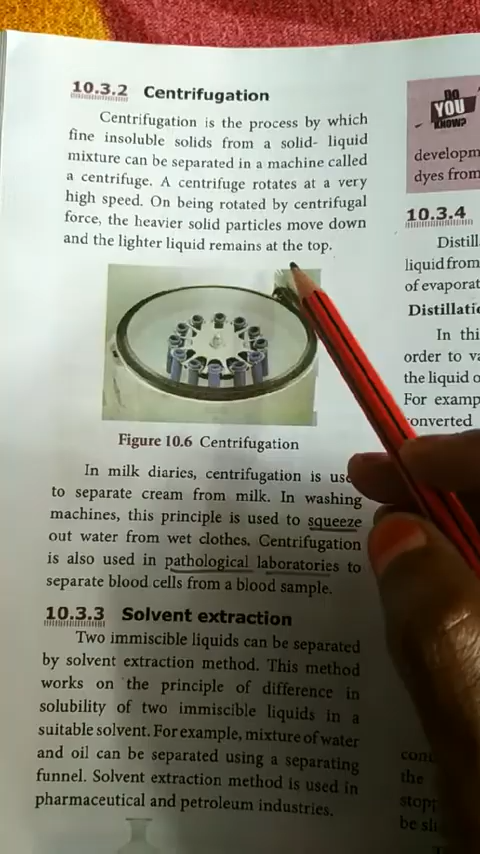 10.3.2 Centrifugation
Centrifugation is the process by which
fine insoluble solids from a solid- liquid
mixture can be separated in a machine called
a centrifuge. A centrifuge rotates at a very
high speed. On being rotated by centrifugal
force, the heavier solid particles move down
and the lighter liquid remains at the top.
Figure 10.6 Centrifugation
In milk diaries, centrifugation is use
to separate cream from milk. In washing
machines, this principle is used to squeeze
out water from wet clothes. Centrifugation
is also used in pathological laboratories to
separate blood cells from a blood sample.
10.3.3 Solvent extraction
Two immiscible liquids can be separated
by solvent extraction method. This method
works on the principle of difference in
solubility of two immiscible liquids in a
suitable solvent. For example, mixture of water
and oil can be separated using a separating
funnel. Solvent extraction method is used in
pharmaceutical and petroleum industries.
DO
YOU
KNOW?
developm
dyes from
10.3.4
Distill
liquid from
of evaporat
Distillati
In thi
order to va
the liquid o
For examp
converted
conc
the
stopp
be sli